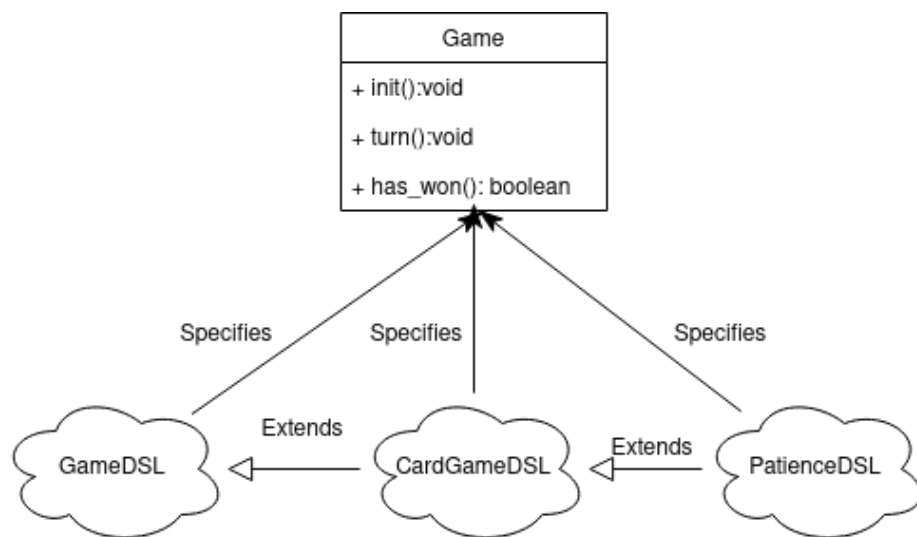 Game
+ init():void
+ turn():void
+ has_won(): boolean
Specifies
Specifies
Specifies
Extends
Extends
GameDSL
CardGameDSL
PatienceDSL